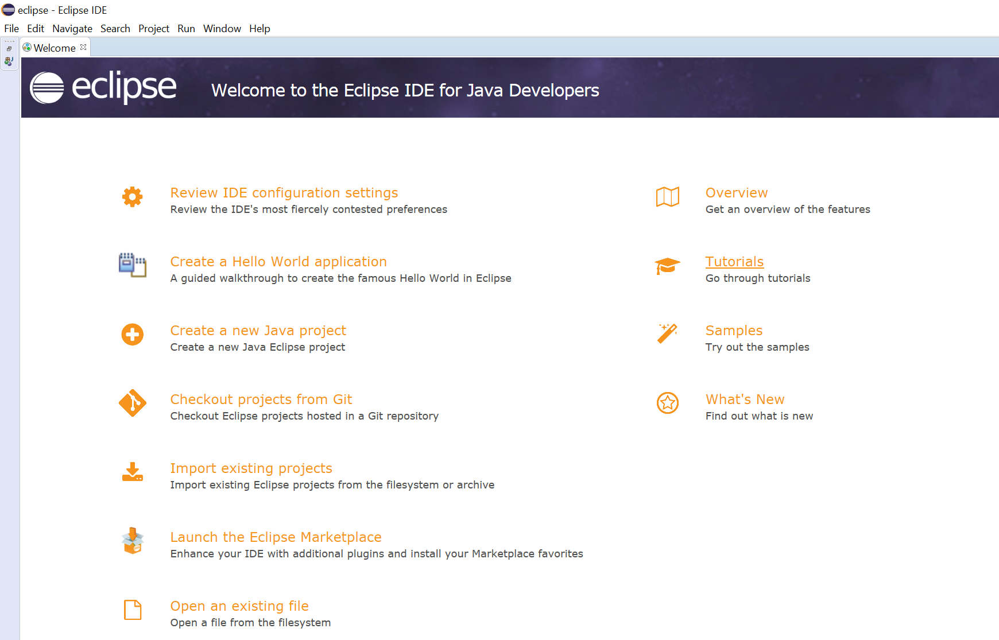 eclipse - Eclipse IDE
File Edit Navigate Search Project Run Window Help
Welcome
eclipse
Welcome to the Eclipse IDE for Java Developers
Review IDE configuration settings
Review the IDE's most fiercely contested preferences
Create a Hello World application
A guided walkthrough to create the famous Hello World in Eclipse
Create a new Java project
Create a new Java Eclipse project
Checkout projects from Git
Checkout Eclipse projects hosted in a Git repository
Import existing projects
Import existing Eclipse projects from the filesystem or archive
Launch the Eclipse Marketplace
Enhance your IDE with additional plugins and install your Marketplace favorites
Open an existing file
Open a file from the filesystem
Overview
Get an overview of the features
Tutorials
Go through tutorials
Samples
Try out the samples
What's New
Find out what is new